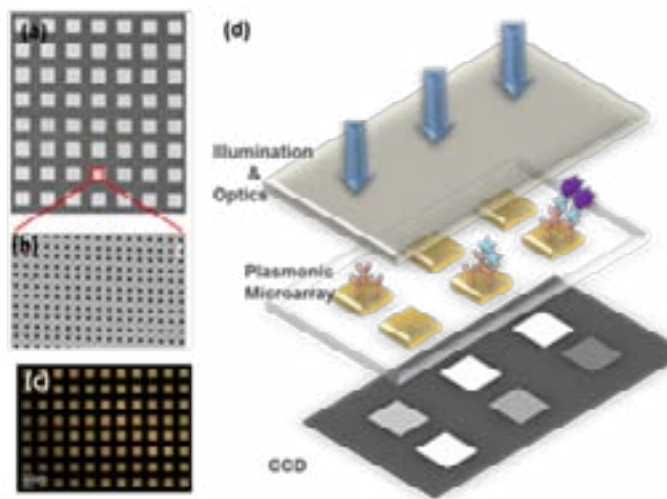 (a)
(b)
(c)
(d)
Illumination
&
Optics
Plasmonic
Microarray
CCD